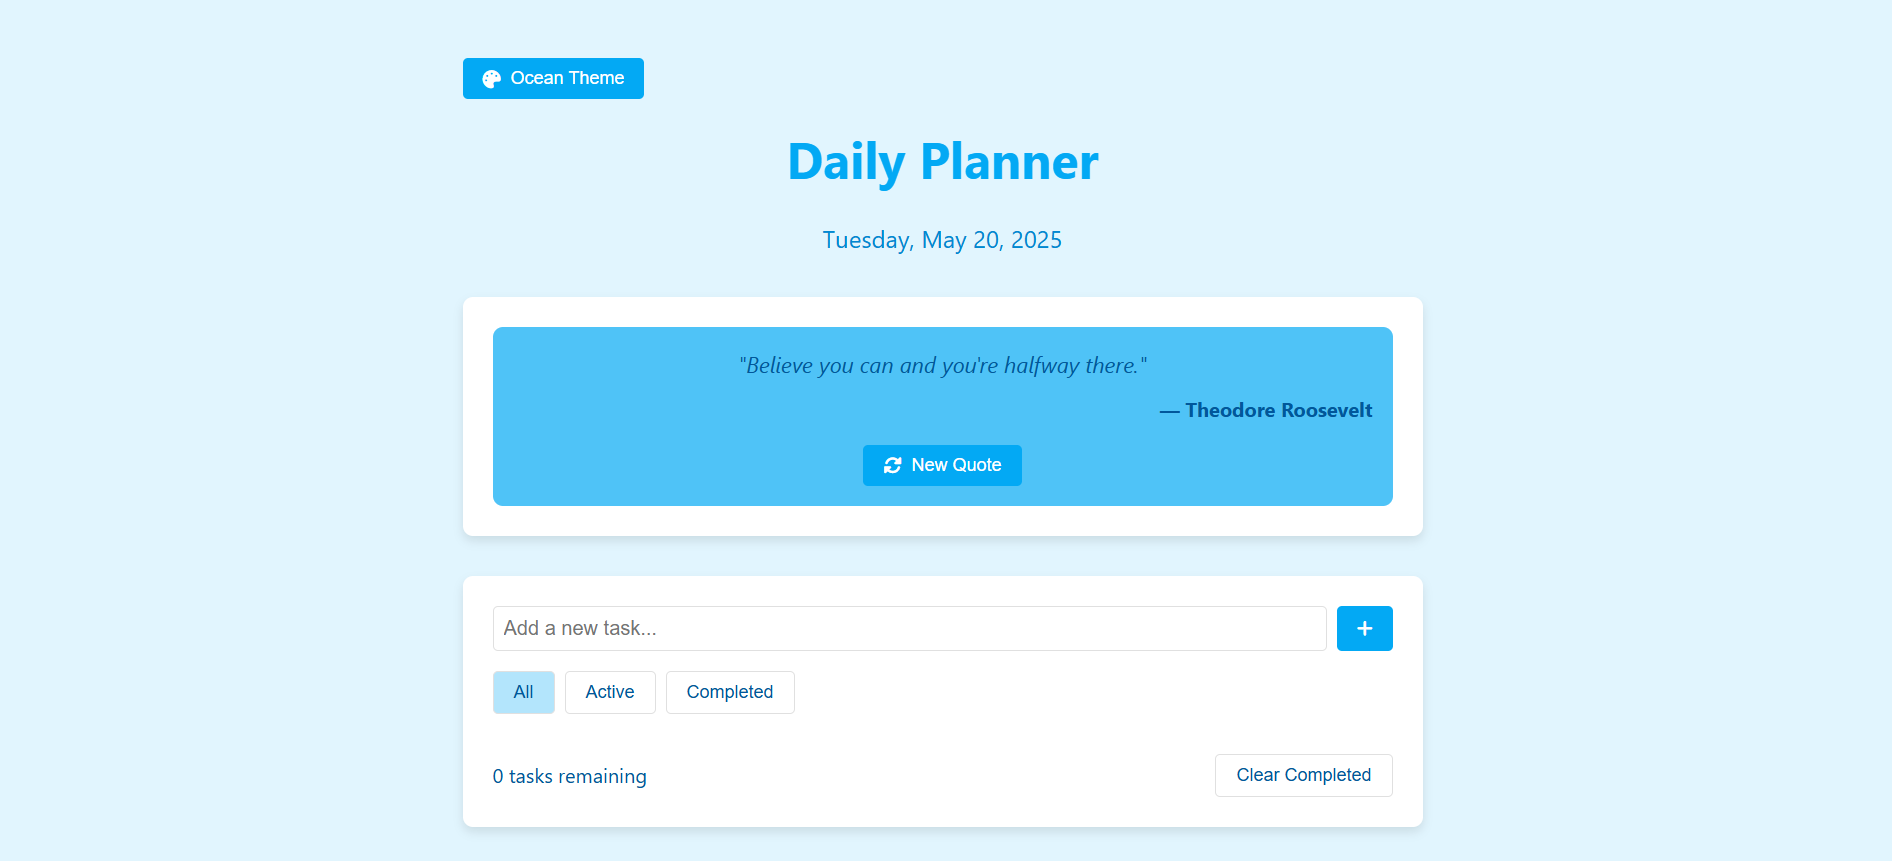 Ocean Theme
Daily Planner
Tuesday, May 20, 2025
"Believe you can and you're halfway there."
— Theodore Roosevelt
New Quote
Add a new task...
+
All
Active
Completed
0 tasks remaining
Clear Completed